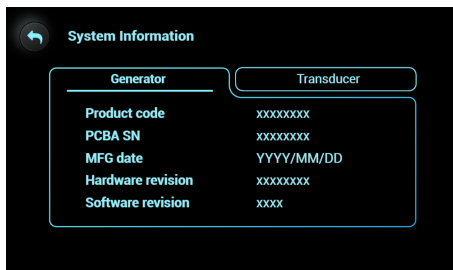 System Information
Generator Transducer
Product code xxxxxxxx
PCBA SN xxxxxxxx
MFG date YYYY/MM/DD
Hardware revision xxxxxxxx
Software revision xxxx